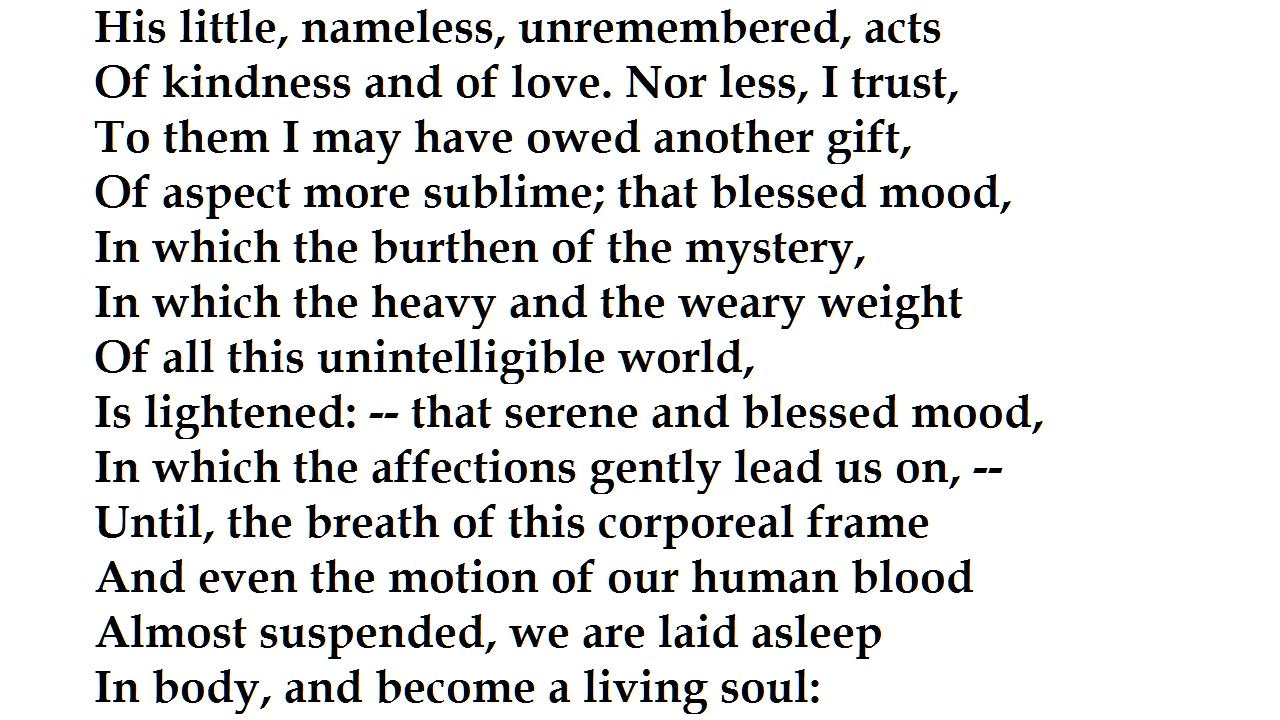 His little, nameless, unremembered, acts
Of kindness and of love. Nor less, I trust,
To them I may have owed another gift,
Of aspect more sublime; that blessed mood,
In which the burthen of the mystery,
In which the heavy and the weary weight
Of all this unintelligible world,
Is lightened: -- that serene and blessed mood,
In which the affections gently lead us on, --
Until, the breath of this corporeal frame
And even the motion of our human blood
Almost suspended, we are laid asleep
In body, and become a living soul: